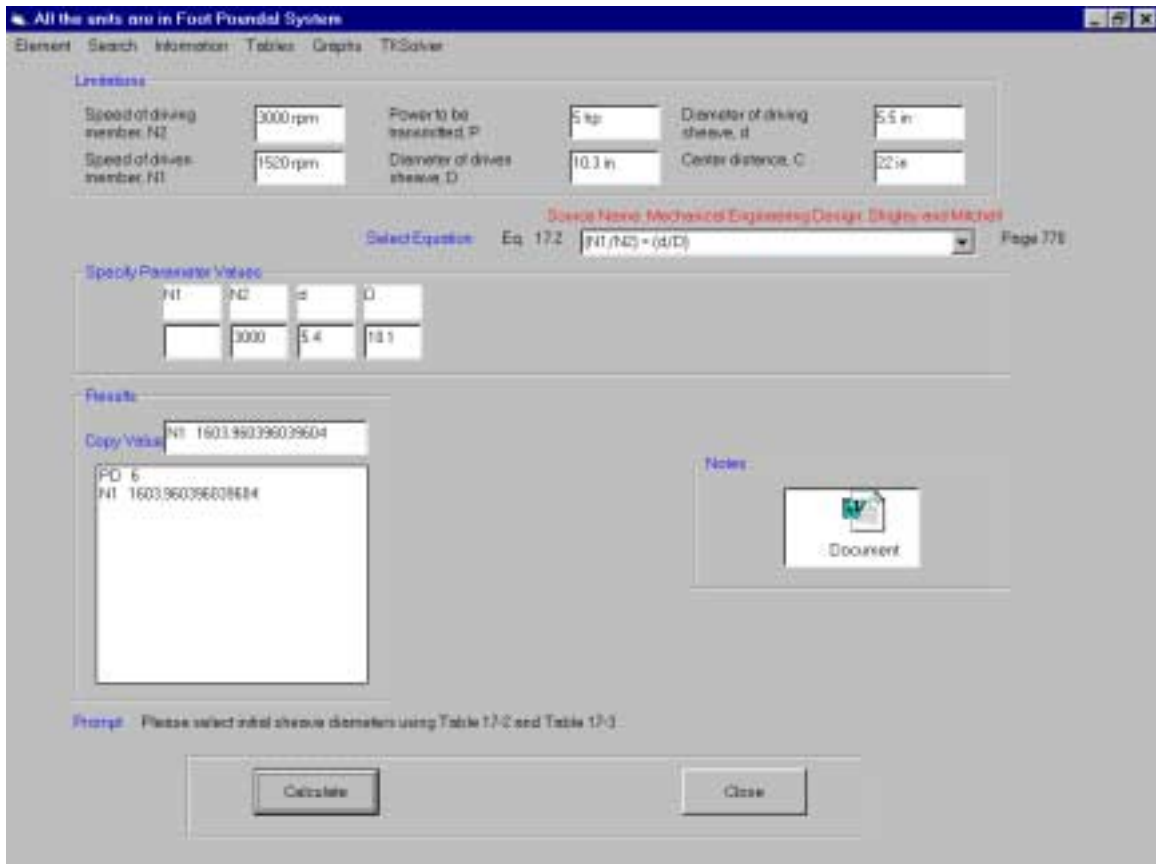 All the units are in Foot Poundal System
Element Search Information Tables Graphs TKSolver
Limitations
Speed of driving member, N2 3000 rpm Power to be transmitted, P 5 hp Diameter of driving sheave, d 5.5 in
Speed of driven member, N1 1520 rpm Diameter of driven sheave, D 10.3 in Center distance, C 22 in
Source Name: Mechanical Engineering Design: Shigley and Mitchell
Select Equation Eq. 17.2 (N1/N2) = (d/D) Page 778
Specify Parameter Values
N1 N2 d D
3000 5.4 10.1
Results
Copy Value N1 1603.960396039604
PD 6
N1 1603.960396039604
Notes
Document
Prompt Please select initial sheave diameters using Table 17-2 and Table 17-3
Calculate Close